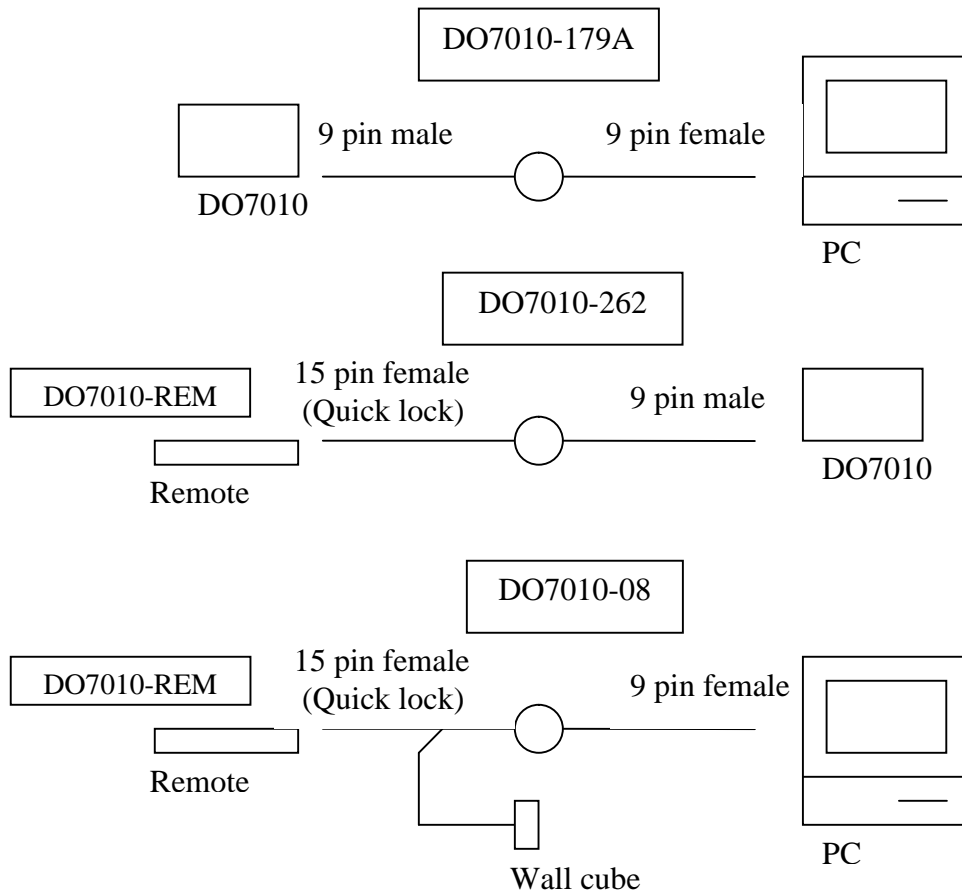 DO7010-179A
9 pin male
9 pin female
DO7010
PC
DO7010-262
DO7010-REM
15 pin female
(Quick lock)
9 pin male
Remote
DO7010
DO7010-08
DO7010-REM
15 pin female
(Quick lock)
9 pin female
Remote
Wall cube
PC